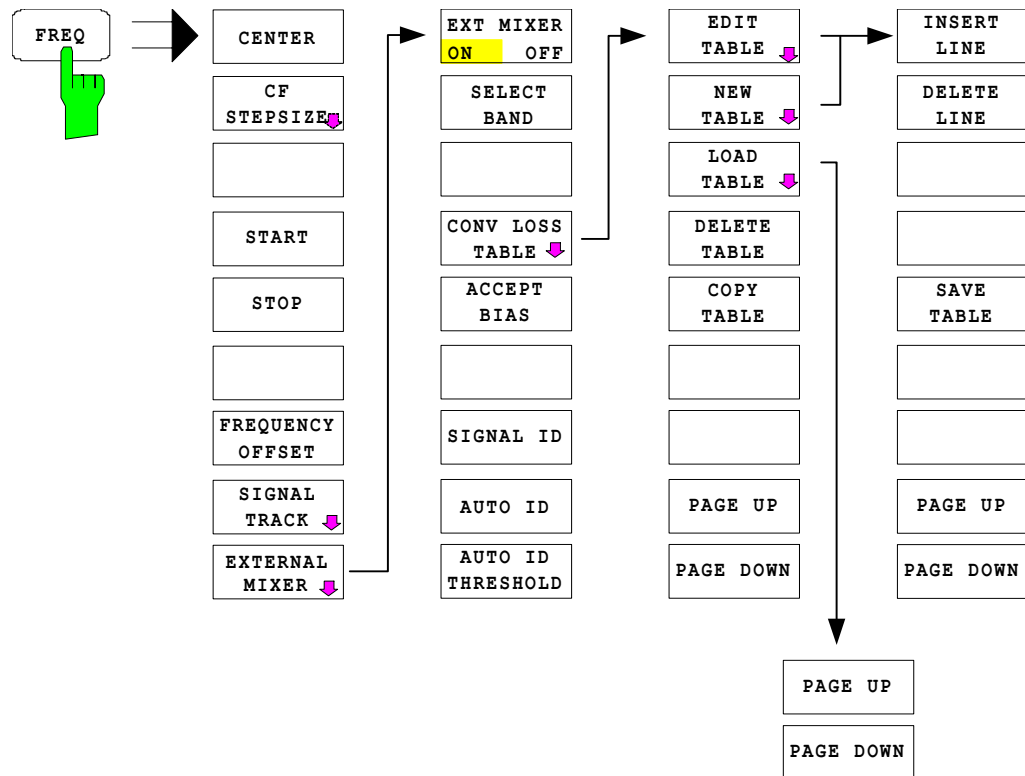 FREQ
CENTER
CF
STEPSIZE
START
STOP
FREQUENCY
OFFSET
SIGNAL
TRACK
EXTERNAL
MIXER
EXT MIXER
ON OFF
SELECT
BAND
CONV LOSS
TABLE
ACCEPT
BIAS
SIGNAL ID
AUTO ID
AUTO ID
THRESHOLD
EDIT
TABLE
NEW
TABLE
LOAD
TABLE
DELETE
TABLE
COPY
TABLE
PAGE UP
PAGE DOWN
INSERT
LINE
DELETE
LINE
SAVE
TABLE
PAGE UP
PAGE DOWN
PAGE UP
PAGE DOWN